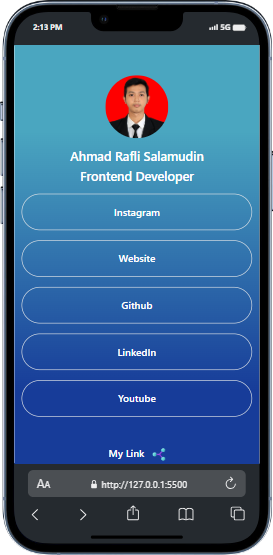 2:13 PM 5G
Ahmad Rafli Salamudin
Frontend Developer
Instagram
Website
Github
LinkedIn
Youtube
My Link
AA http://127.0.0.1:5500